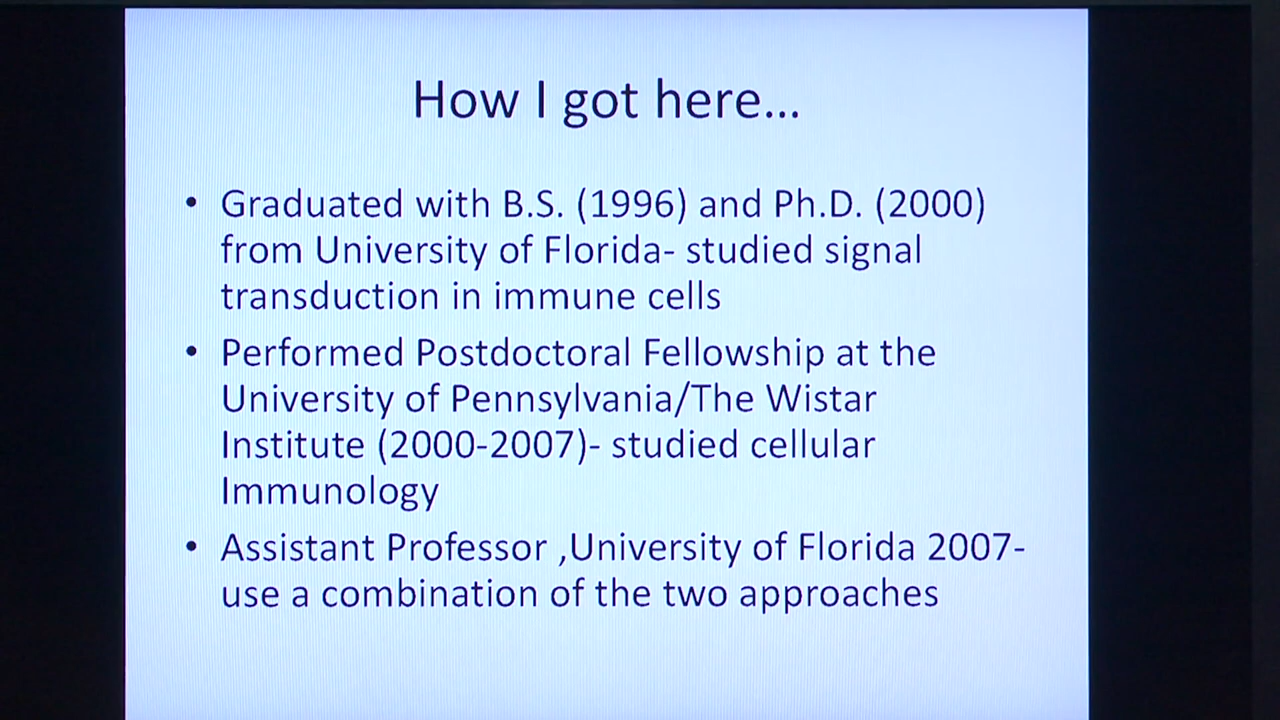 How I got here...
• Graduated with B.S. (1996) and Ph.D. (2000)
from University of Florida- studied signal
transduction in immune cells
• Performed Postdoctoral Fellowship at the
University of Pennsylvania/The Wistar
Institute (2000-2007)- studied cellular
Immunology
• Assistant Professor ,University of Florida 2007-
use a combination of the two approaches